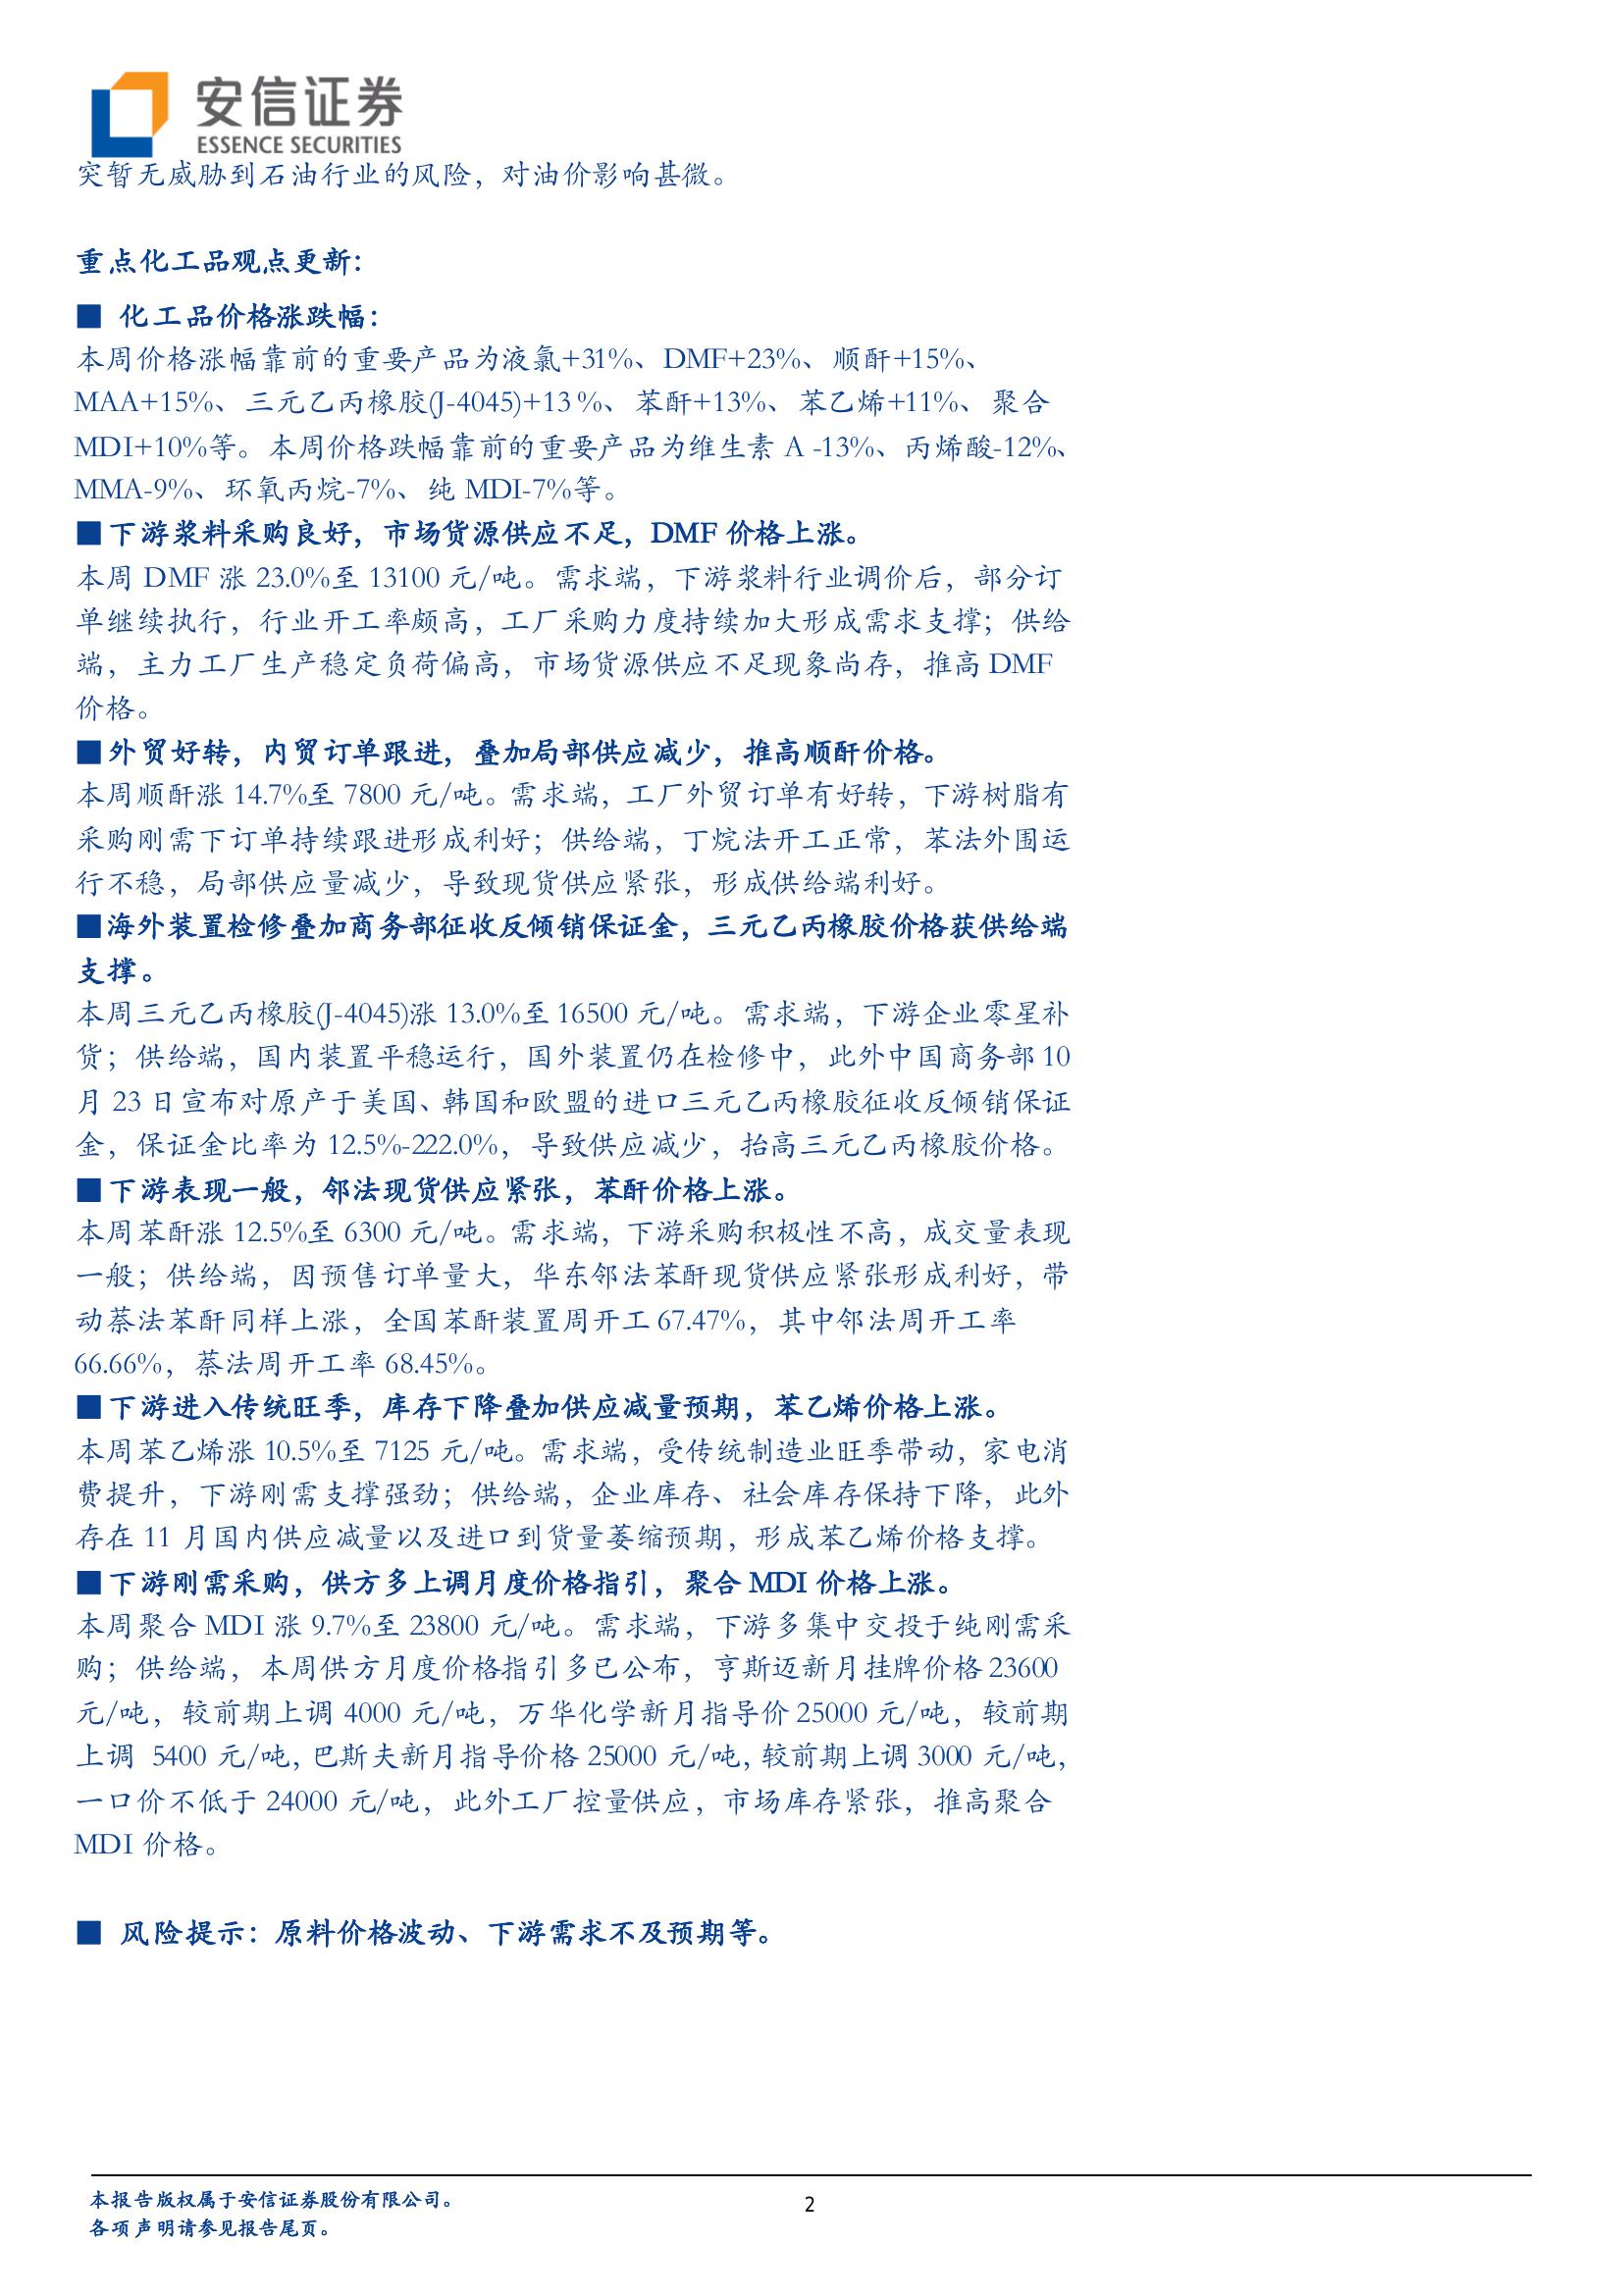 安信证券
ESSENCE SECURITIES
突暂无威胁到石油行业的风险，对油价影响甚微。
重点化工品观点更新：
■ 化工品价格涨跌幅：
本周价格涨幅靠前的重要产品为液氯+31%、DMF+23%、顺酐+15%、
MAA+15%、三元乙丙橡胶(J-4045)+13%、苯酐+13%、苯乙烯+11%、聚合
MDI+10%等。本周价格跌幅靠前的重要产品为维生素 A -13%、丙烯酸-12%、
MMA-9%、环氧丙烷-7%、纯 MDI-7%等。
■下游浆料采购良好，市场货源供应不足，DMF 价格上涨。
本周 DMF 涨 23.0%至 13100 元/吨。需求端，下游浆料行业调价后，部分订
单继续执行，行业开工率颇高，工厂采购力度持续加大形成需求支撑；供给
端，主力工厂生产稳定负荷偏高，市场货源供应不足现象尚存，推高 DMF
价格。
■外贸好转，内贸订单跟进，叠加局部供应减少，推高顺酐价格。
本周顺酐涨 14.7%至 7800 元/吨。需求端，工厂外贸订单有好转，下游树脂有
采购刚需下订单持续跟进形成利好；供给端，丁烷法开工正常，苯法外围运
行不稳，局部供应量减少，导致现货供应紧张，形成供给端利好。
■海外装置检修叠加商务部征收反倾销保证金，三元乙丙橡胶价格获供给端
支撑。
本周三元乙丙橡胶(J-4045)涨 13.0%至 16500 元/吨。需求端，下游企业零星补
货；供给端，国内装置平稳运行，国外装置仍在检修中，此外中国商务部 10
月 23 日宣布对原产于美国、韩国和欧盟的进口三元乙丙橡胶征收反倾销保证
金，保证金比率为 12.5%-222.0%，导致供应减少，抬高三元乙丙橡胶价格。
■下游表现一般，邻法现货供应紧张，苯酐价格上涨。
本周苯酐涨 12.5%至 6300 元/吨。需求端，下游采购积极性不高，成交量表现
一般；供给端，因预售订单量大，华东邻法苯酐现货供应紧张形成利好，带
动萘法苯酐同样上涨，全国苯酐装置周开工 67.47%，其中邻法周开工率
66.66%，萘法周开工率 68.45%。
■下游进入传统旺季，库存下降叠加供应减量预期，苯乙烯价格上涨。
本周苯乙烯涨 10.5%至 7125 元/吨。需求端，受传统制造业旺季带动，家电消
费提升，下游刚需支撑强劲；供给端，企业库存、社会库存保持下降，此外
存在 11 月国内供应减量以及进口到货量萎缩预期，形成苯乙烯价格支撑。
■下游刚需采购，供方多上调月度价格指引，聚合 MDI 价格上涨。
本周聚合 MDI 涨 9.7%至 23800 元/吨。需求端，下游多集中交投于纯刚需采
购；供给端，本周供方月度价格指引多已公布，亨斯迈新月挂牌价格 23600
元/吨，较前期上调 4000 元/吨，万华化学新月指导价 25000 元/吨，较前期
上调 5400 元/吨，巴斯夫新月指导价格 25000 元/吨，较前期上调 3000 元/吨，
一口价不低于 24000 元/吨，此外工厂控量供应，市场库存紧张，推高聚合
MDI 价格。
■ 风险提示：原料价格波动、下游需求不及预期等。
本报告版权属于安信证券股份有限公司。
2
各项声明请参见报告尾页。